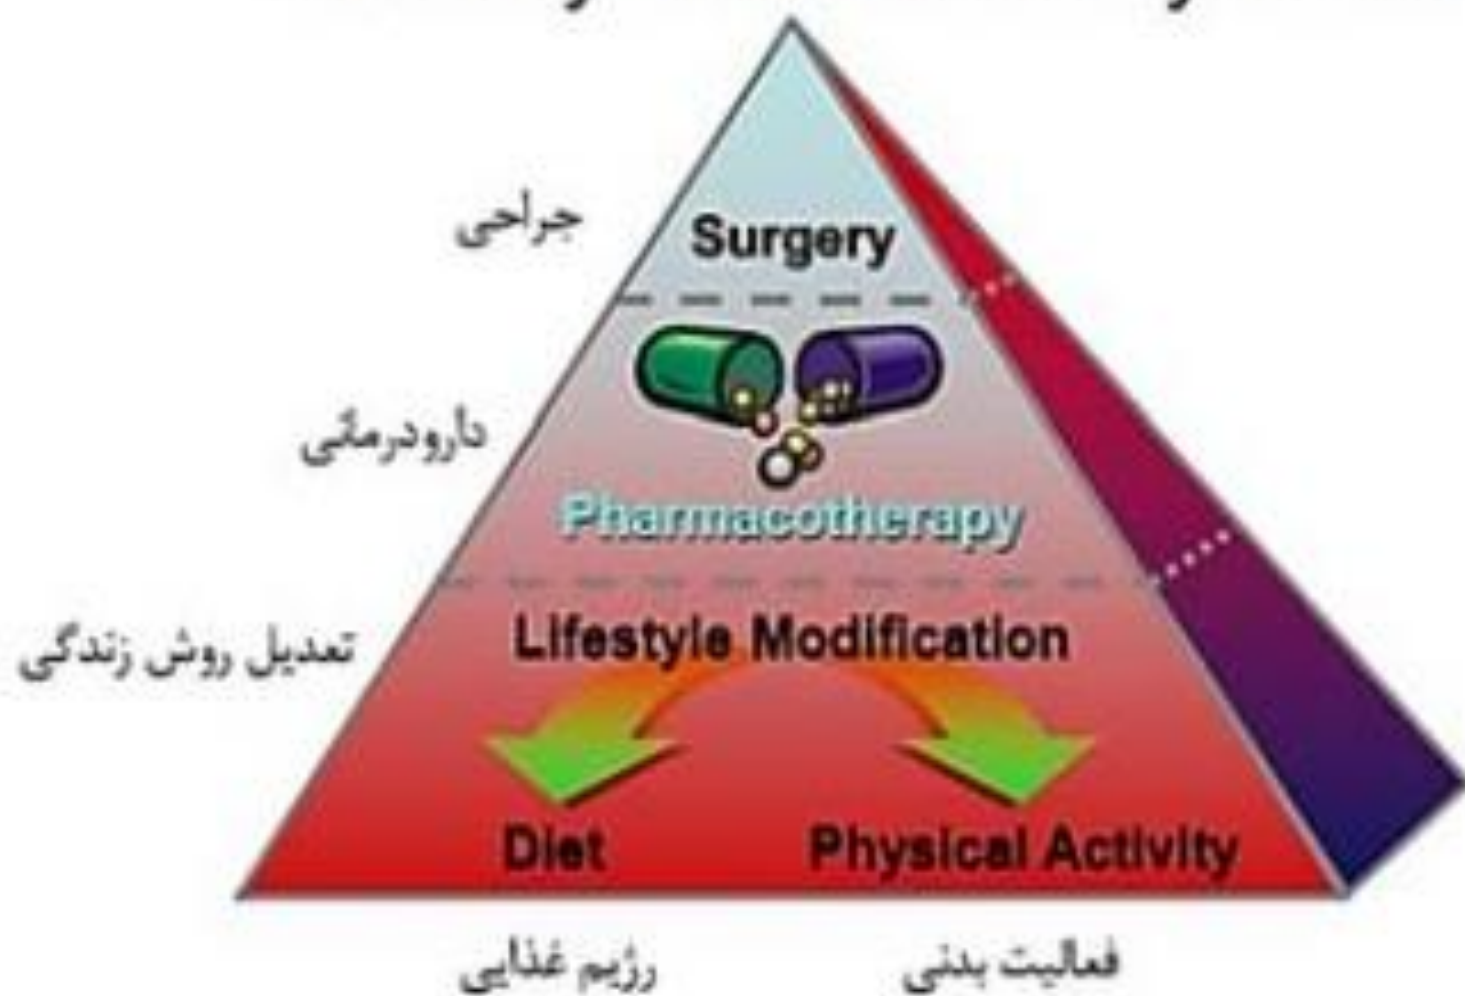 جراحی
Surgery
دارودرمانی
Pharmacotherapy
تعدیل روش زندگی
Lifestyle Modification
Diet
Physical Activity
رژیم غذایی
فعالیت بدنی